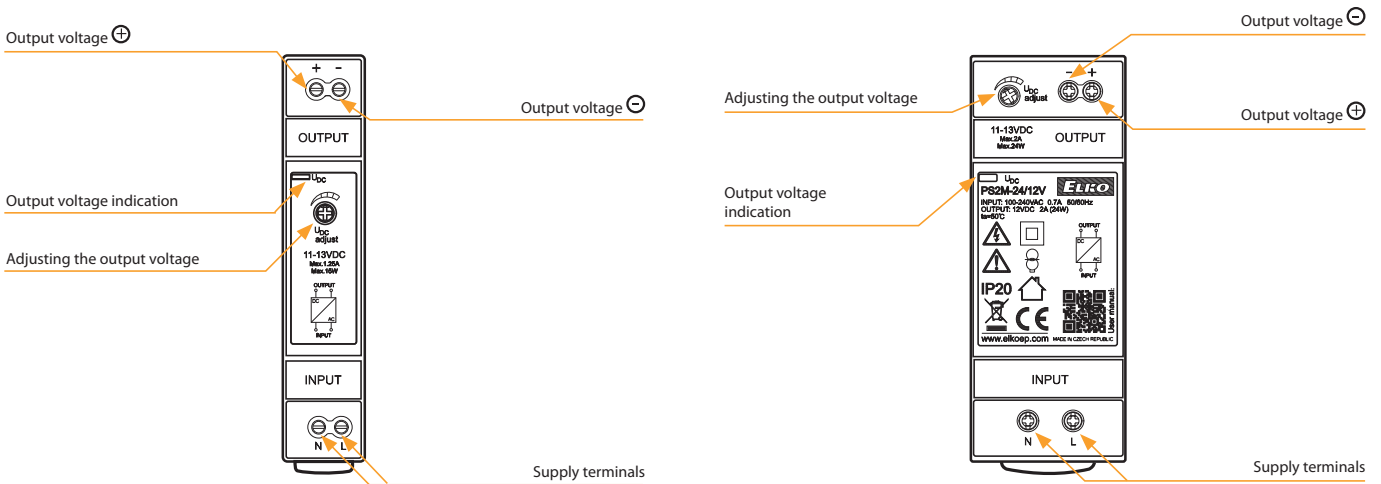 Output voltage ⊕
+ -
Output voltage ⊖
OUTPUT
UDC
Output voltage indication
UDC
adjust
Adjusting the output voltage
11-13VDC
Max.1.25A
Max.15W
OUTPUT
DC
AC
INPUT
INPUT
N L
Supply terminals
Output voltage ⊖
- +
Adjusting the output voltage
UDC
adjust
Output voltage ⊕
11-13VDC
Max.2A
Max.24W
OUTPUT
UDC
Output voltage
indication
PS2M-24/12V ELKO
INPUT: 100-240VAC 0.7A 50/60Hz
OUTPUT: 12VDC 2A (24W)
ta=50°C
OUTPUT
DC
AC
INPUT
IP20
CE
User manual:
www.elkoep.com MADE IN CZECH REPUBLIC
INPUT
N L
Supply terminals